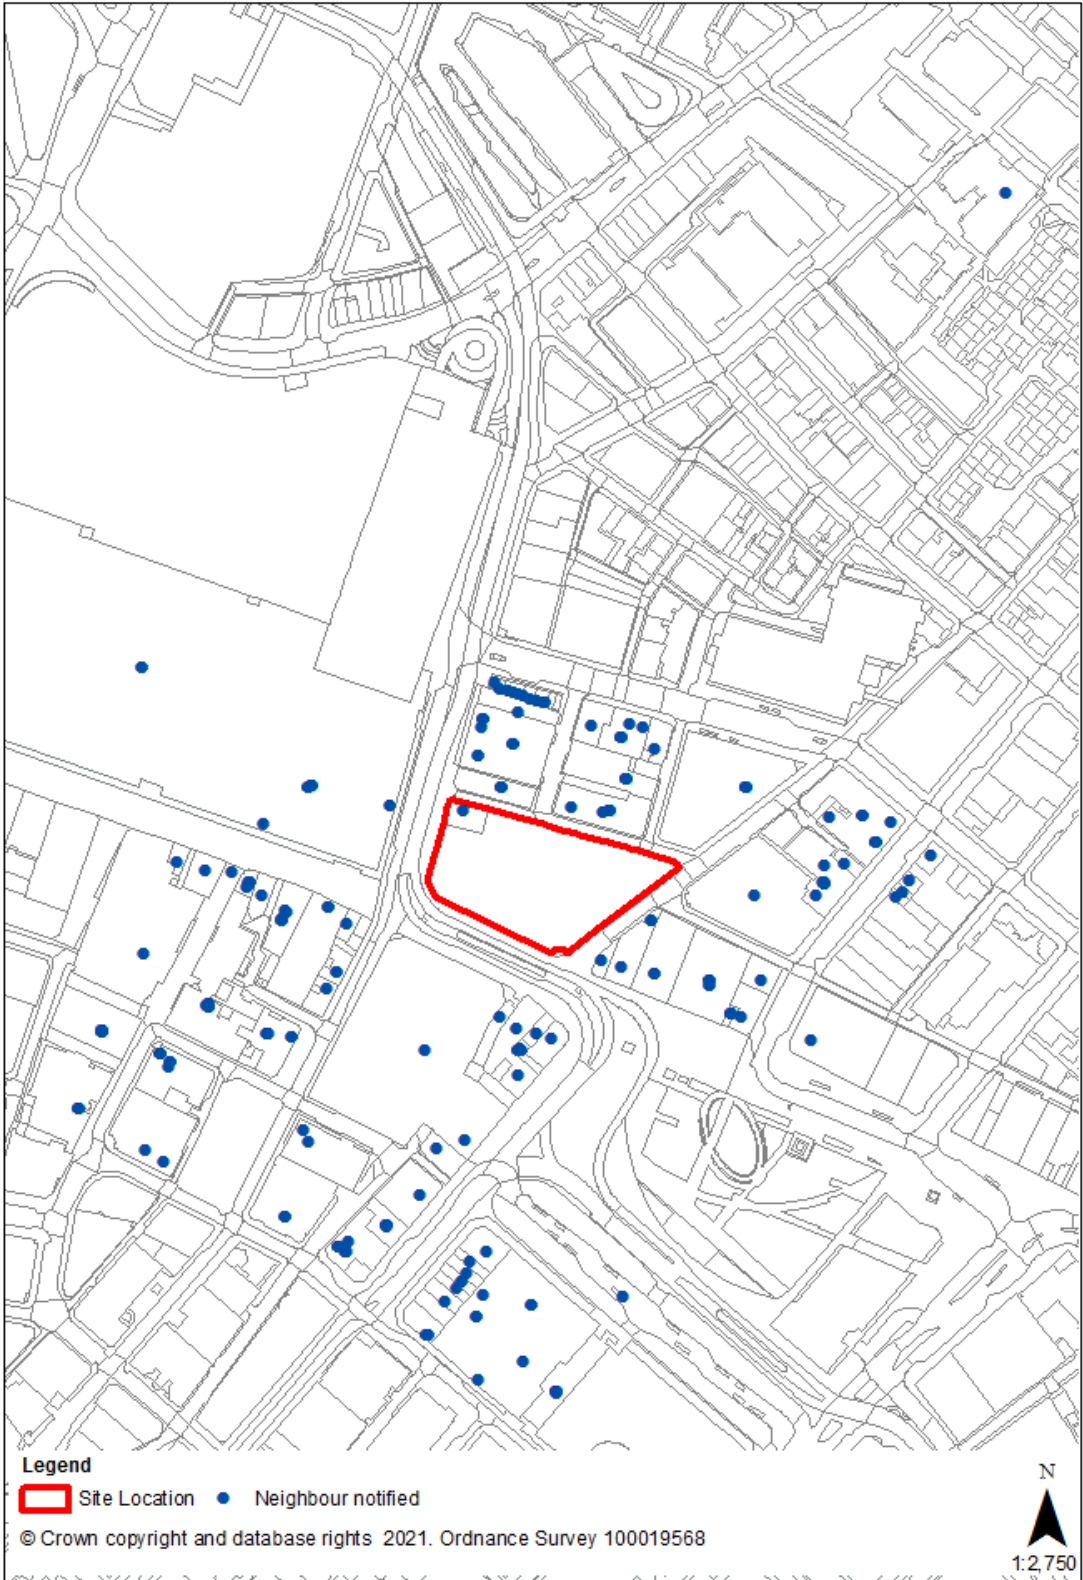 Legend
Site Location Neighbour notified
© Crown copyright and database rights 2021. Ordnance Survey 100019568
N
1:2,750